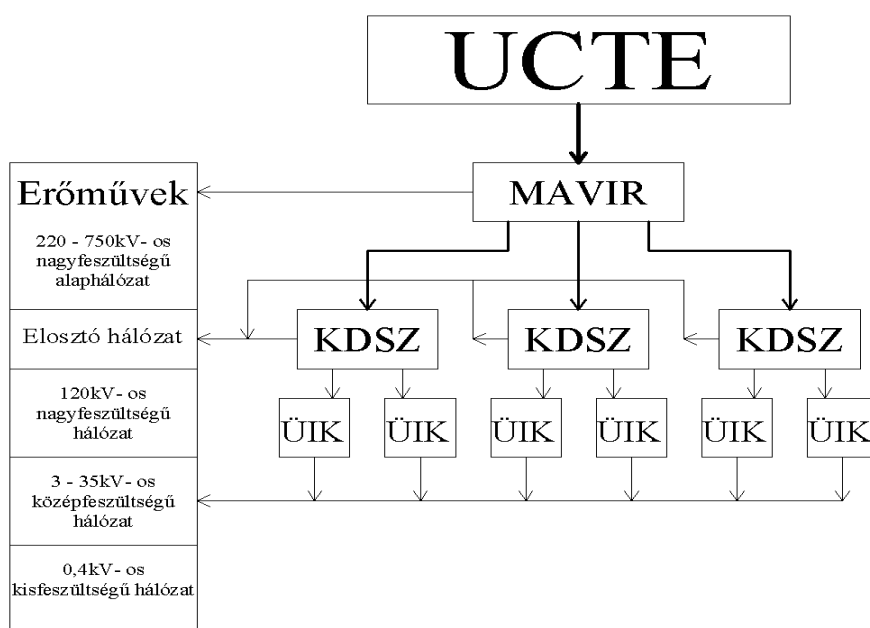 UCTE
MAVIR
Erőművek
220 - 750kV- os
nagyfeszültségű
alaphálózat
Elosztó hálózat
KDSZ
KDSZ
KDSZ
120kV- os
nagyfeszültségű
hálózat
ÜIK
ÜIK
ÜIK
ÜIK
ÜIK
ÜIK
3 - 35kV- os
középfeszültségű
hálózat
0,4kV- os
kisfeszültségű hálózat